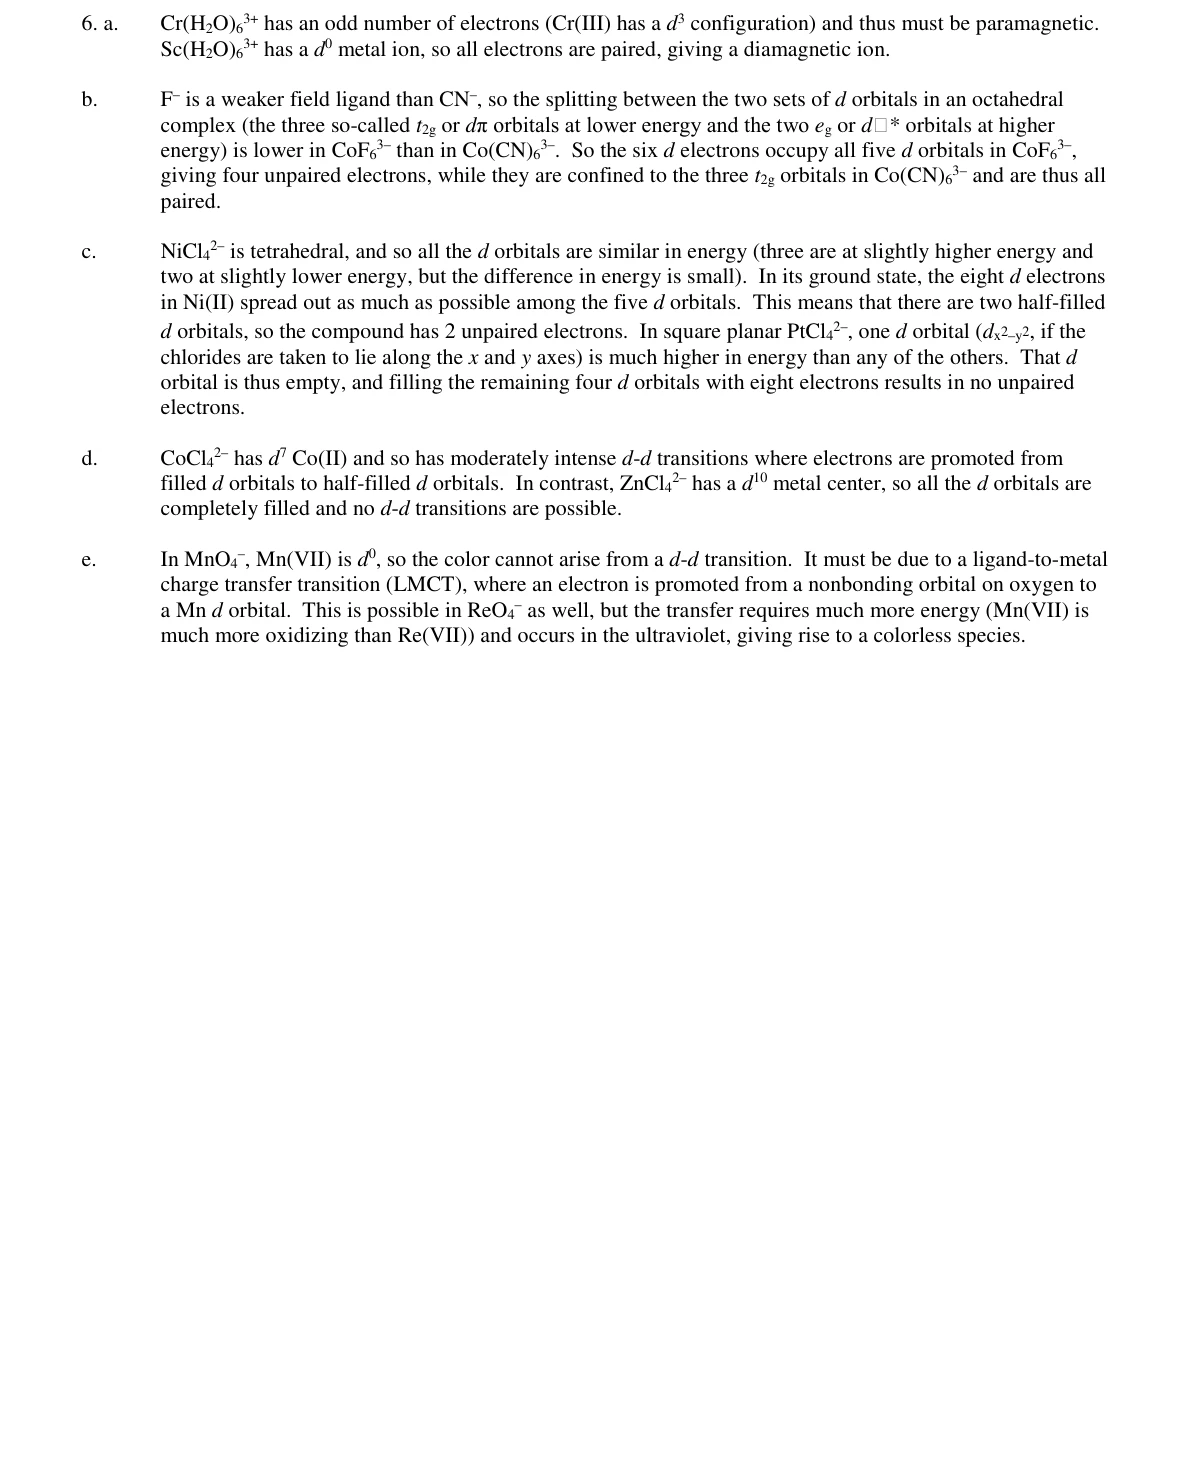 6. a. Cr(H₂O)₆³⁺ has an odd number of electrons (Cr(III) has a d³ configuration) and thus must be paramagnetic.
Sc(H₂O)₆³⁺ has a d⁰ metal ion, so all electrons are paired, giving a diamagnetic ion.
b. F⁻ is a weaker field ligand than CN⁻, so the splitting between the two sets of d orbitals in an octahedral
complex (the three so-called t₂g or dπ orbitals at lower energy and the two eg or d□* orbitals at higher
energy) is lower in CoF₆³⁻ than in Co(CN)₆³⁻. So the six d electrons occupy all five d orbitals in CoF₆³⁻,
giving four unpaired electrons, while they are confined to the three t₂g orbitals in Co(CN)₆³⁻ and are thus all
paired.
c. NiCl₄²⁻ is tetrahedral, and so all the d orbitals are similar in energy (three are at slightly higher energy and
two at slightly lower energy, but the difference in energy is small). In its ground state, the eight d electrons
in Ni(II) spread out as much as possible among the five d orbitals. This means that there are two half-filled
d orbitals, so the compound has 2 unpaired electrons. In square planar PtCl₄²⁻, one d orbital (dx2–y2, if the
chlorides are taken to lie along the x and y axes) is much higher in energy than any of the others. That d
orbital is thus empty, and filling the remaining four d orbitals with eight electrons results in no unpaired
electrons.
d. CoCl₄²⁻ has d⁷ Co(II) and so has moderately intense d-d transitions where electrons are promoted from
filled d orbitals to half-filled d orbitals. In contrast, ZnCl₄²⁻ has a d¹⁰ metal center, so all the d orbitals are
completely filled and no d-d transitions are possible.
e. In MnO₄⁻, Mn(VII) is d⁰, so the color cannot arise from a d-d transition. It must be due to a ligand-to-metal
charge transfer transition (LMCT), where an electron is promoted from a nonbonding orbital on oxygen to
a Mn d orbital. This is possible in ReO₄⁻ as well, but the transfer requires much more energy (Mn(VII) is
much more oxidizing than Re(VII)) and occurs in the ultraviolet, giving rise to a colorless species.